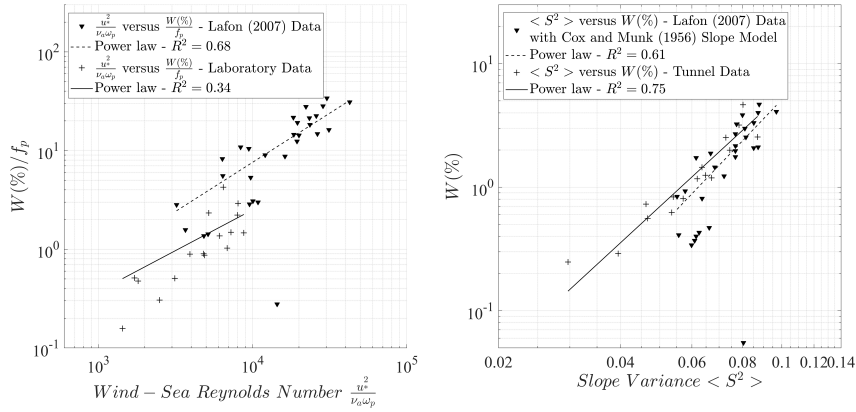 u*²/νₐωₚ versus W(%)/fₚ - Lafon (2007) Data
Power law - R² = 0.68
u*²/νₐωₚ versus W(%)/fₚ - Laboratory Data
Power law - R² = 0.34
W(%)/fₚ
10²
10¹
10⁰
10⁻¹
10³ 10⁴ 10⁵
Wind−Sea Reynolds Number u*²/νₐωₚ
< S² > versus W(%) - Lafon (2007) Data
with Cox and Munk (1956) Slope Model
Power law - R² = 0.61
< S² > versus W(%) - Tunnel Data
Power law - R² = 0.75
W(%)
10¹
10⁰
10⁻¹
0.02 0.04 0.06 0.08 0.1 0.12 0.14
Slope Variance < S² >